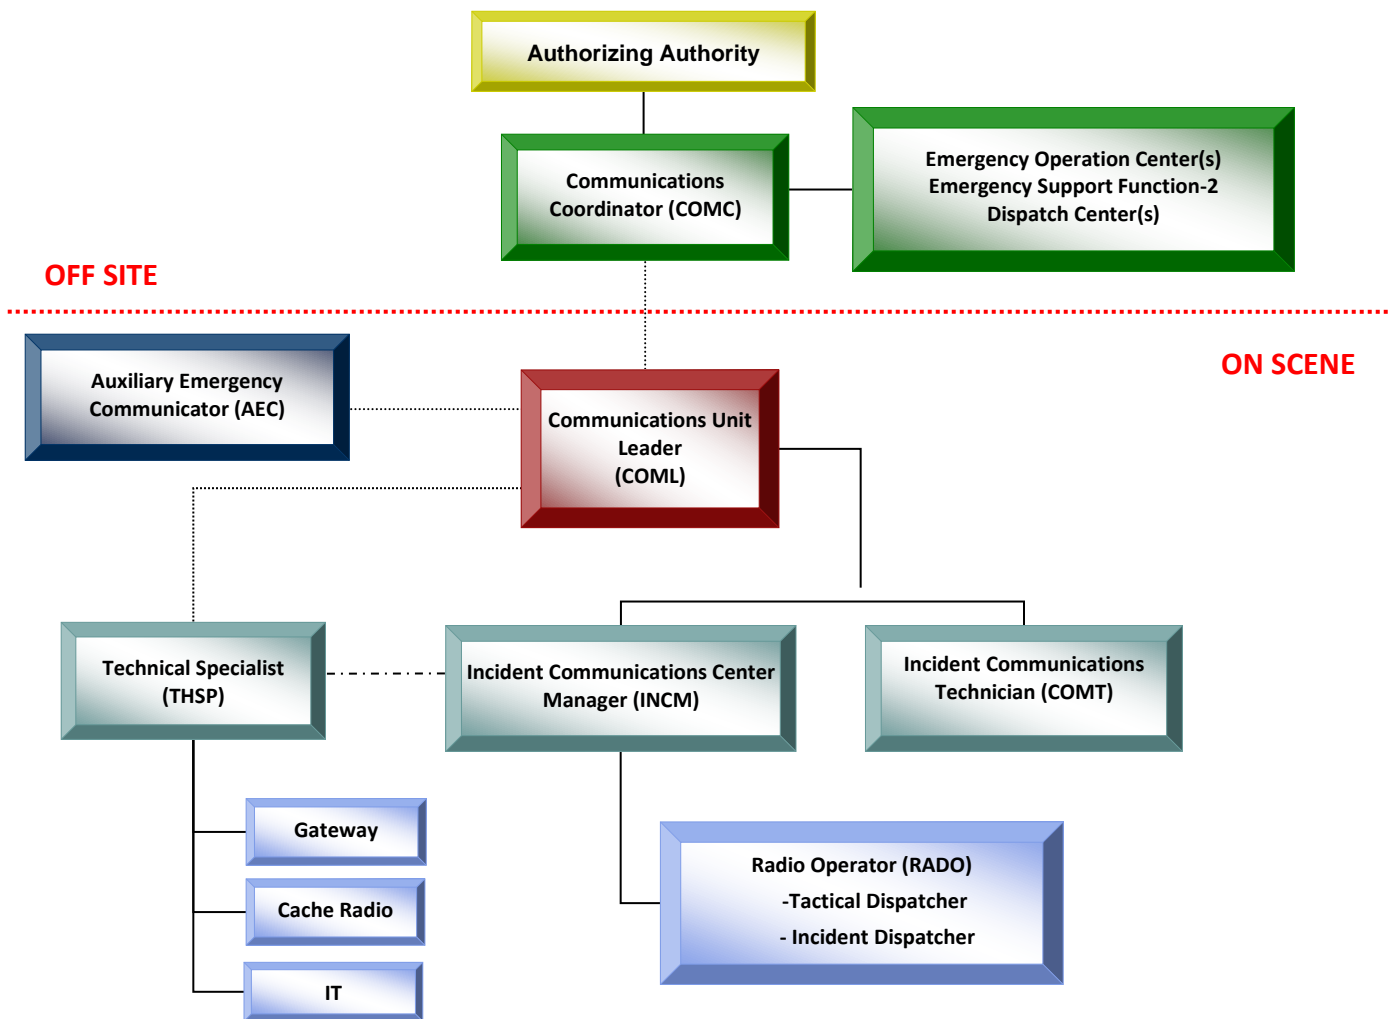 Authorizing Authority
Communications
Coordinator (COMC)
Emergency Operation Center(s)
Emergency Support Function-2
Dispatch Center(s)
OFF SITE
ON SCENE
Auxiliary Emergency
Communicator (AEC)
Communications Unit
Leader
(COML)
Technical Specialist
(THSP)
Incident Communications Center
Manager (INCM)
Incident Communications
Technician (COMT)
Gateway
Cache Radio
IT
Radio Operator (RADO)
-Tactical Dispatcher
- Incident Dispatcher